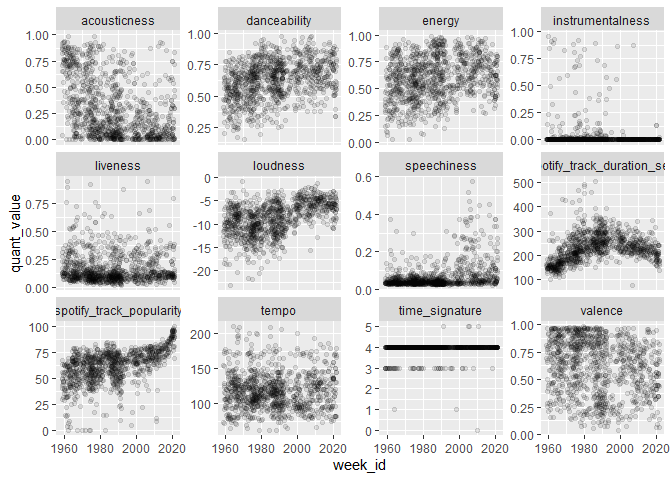 acousticness danceability energy instrumentalness
1.00 1.00 1.00 1.00
0.75 0.75 0.75 0.75
0.50 0.50 0.50 0.50
0.25 0.25 0.25 0.25
0.00 0.00 0.00
liveness loudness speechiness otify_track_duration_se
0.75 0.50 0.25 0.00
0 -5 -10 -15 -20
0.6 0.4 0.2 0.0
500 400 300 200 100
quant_value
spotify_track_popularity tempo time_signature valence
100 75 50 25 0
200 150 100
5 4 3 2 1 0
1.00 0.75 0.50 0.25 0.00
1960 1980 2000 2020 1960 1980 2000 2020 1960 1980 2000 2020 1960 1980 2000 2020
week_id